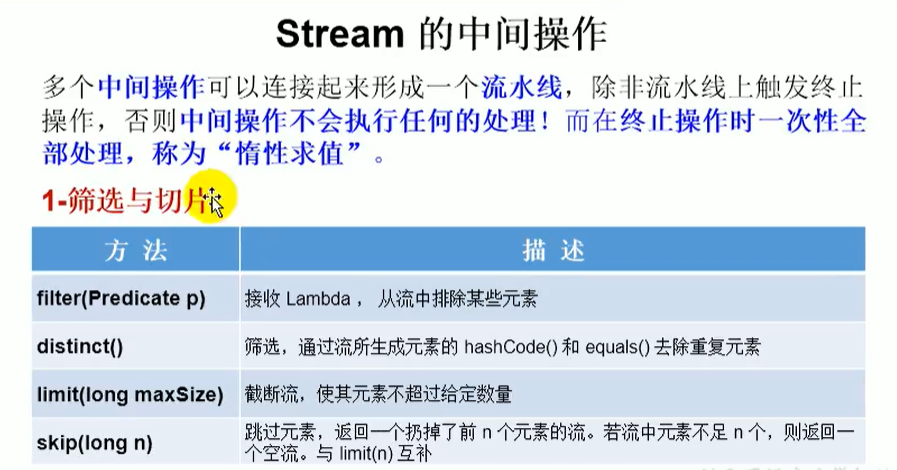 Stream 的中间操作
多个中间操作可以连接起来形成一个流水线，除非流水线上触发终止
操作，否则中间操作不会执行任何的处理！而在终止操作时一次性全
部处理，称为“惰性求值”。
1-筛选与切片
方 法 描 述
filter(Predicate p) 接收 Lambda ， 从流中排除某些元素
distinct() 筛选，通过流所生成元素的 hashCode() 和 equals() 去除重复元素
limit(long maxSize) 截断流，使其元素不超过给定数量
skip(long n) 跳过元素，返回一个扔掉了前 n 个元素的流。若流中元素不足 n 个，则返回一
个空流。与 limit(n) 互补